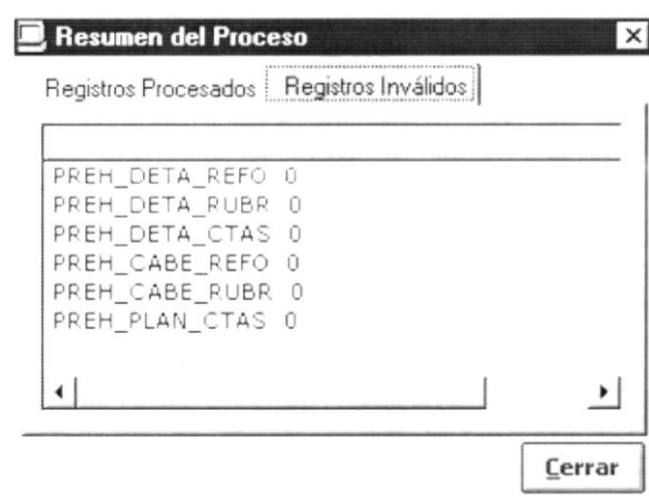 Resumen del Proceso
Registros Procesados Registros Inválidos
PREH_DETA_REFO 0
PREH_DETA_RUBR 0
PREH_DETA_CTAS 0
PREH_CABE_REFO 0
PREH_CABE_RUBR 0
PREH_PLAN_CTAS 0
Cerrar